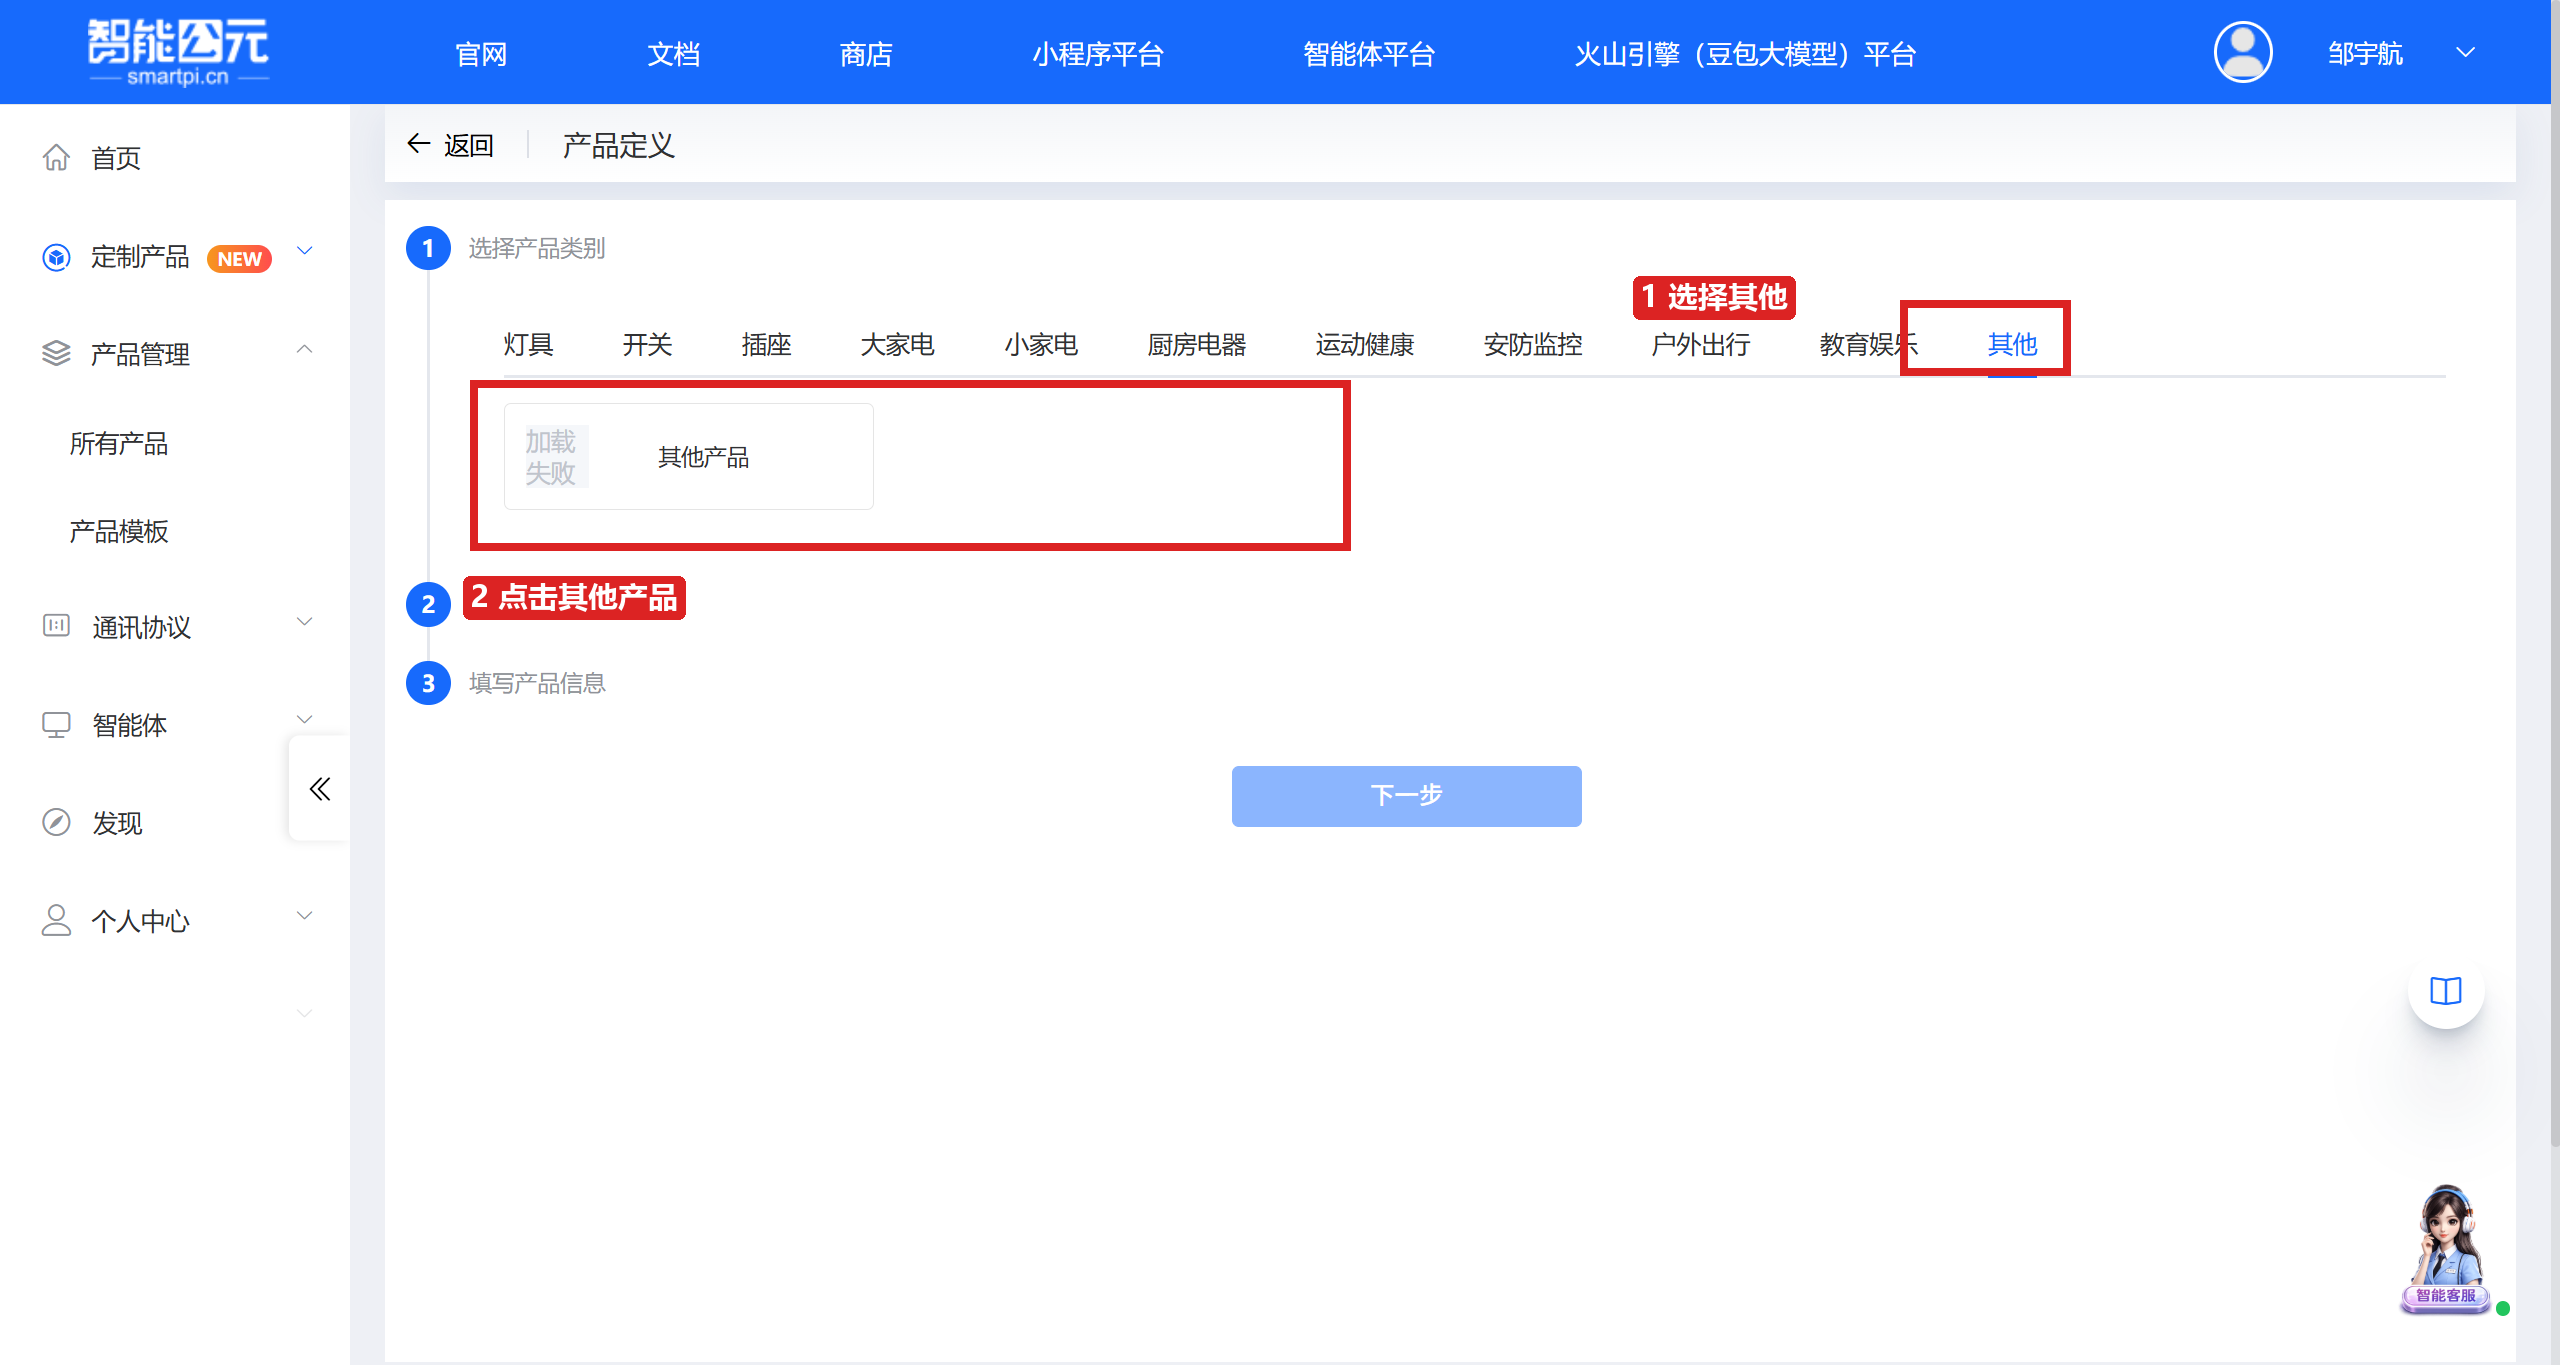 智能公元
smartpi.cn
官网
文档
商店
小程序平台
智能体平台
火山引擎（豆包大模型）平台
邹宇航
首页
定制产品 NEW
产品管理
所有产品
产品模板
通讯协议
智能体
发现
个人中心
返回
产品定义
1 选择产品类别
1 选择其他
灯具
开关
插座
大家电
小家电
厨房电器
运动健康
安防监控
户外出行
教育娱乐
其他
加载
失败
其他产品
2
2 点击其他产品
3 填写产品信息
下一步
智能客服